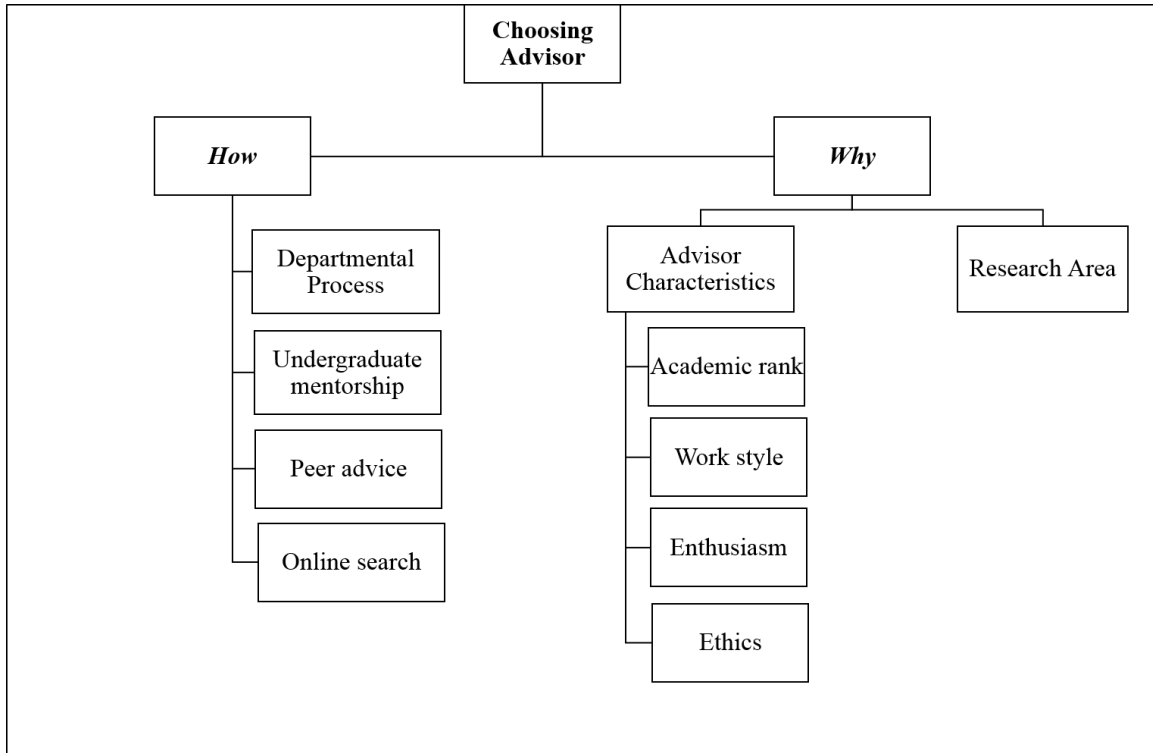 Choosing
Advisor
How
Why
Departmental
Process
Undergraduate
mentorship
Peer advice
Online search
Advisor
Characteristics
Research Area
Academic rank
Work style
Enthusiasm
Ethics